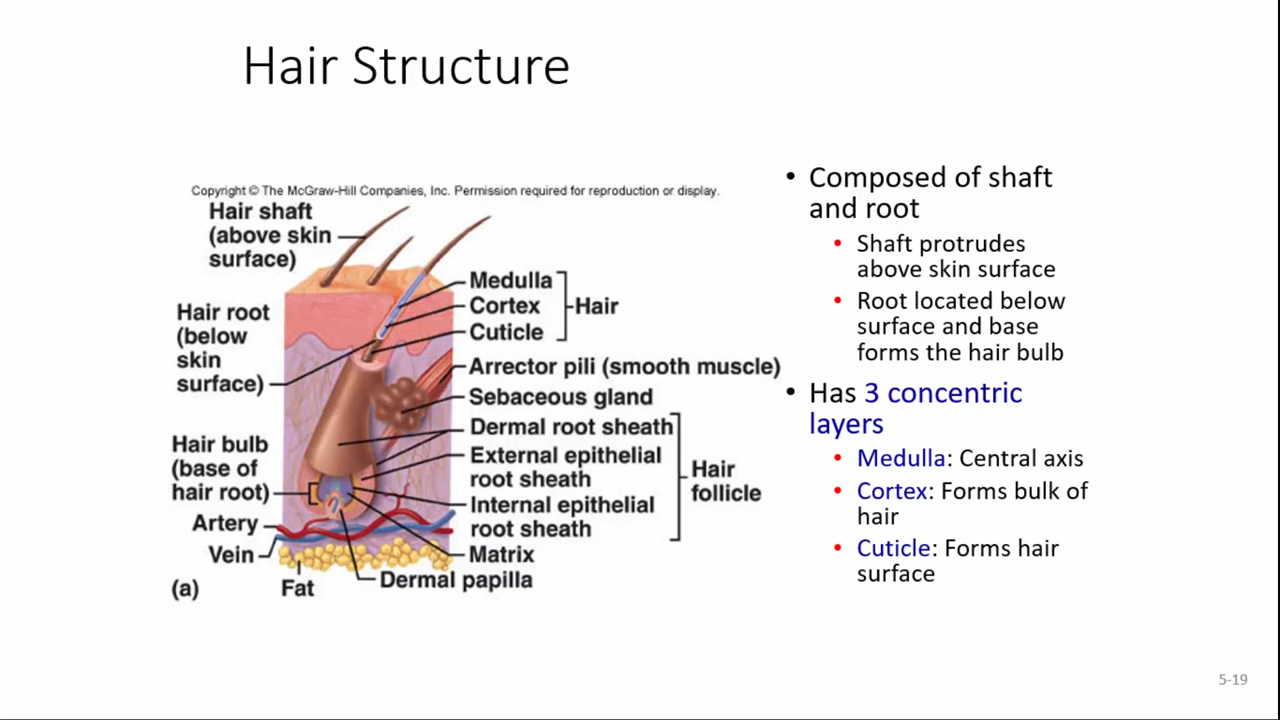 Hair Structure
Copyright © The McGraw-Hill Companies, Inc. Permission required for reproduction or display.
Hair shaft
(above skin
surface)
Hair root
(below
skin
surface)
Hair bulb
(base of
hair root)
Artery
Vein
(a)
Fat
Medulla
Cortex
Cuticle
Hair
Arrector pili (smooth muscle)
Sebaceous gland
Dermal root sheath
External epithelial
root sheath
Internal epithelial
root sheath
Matrix
Dermal papilla
Hair
follicle
• Composed of shaft
and root
• Shaft protrudes
above skin surface
• Root located below
surface and base
forms the hair bulb
• Has 3 concentric
layers
• Medulla: Central axis
• Cortex: Forms bulk of
hair
• Cuticle: Forms hair
surface
5-19